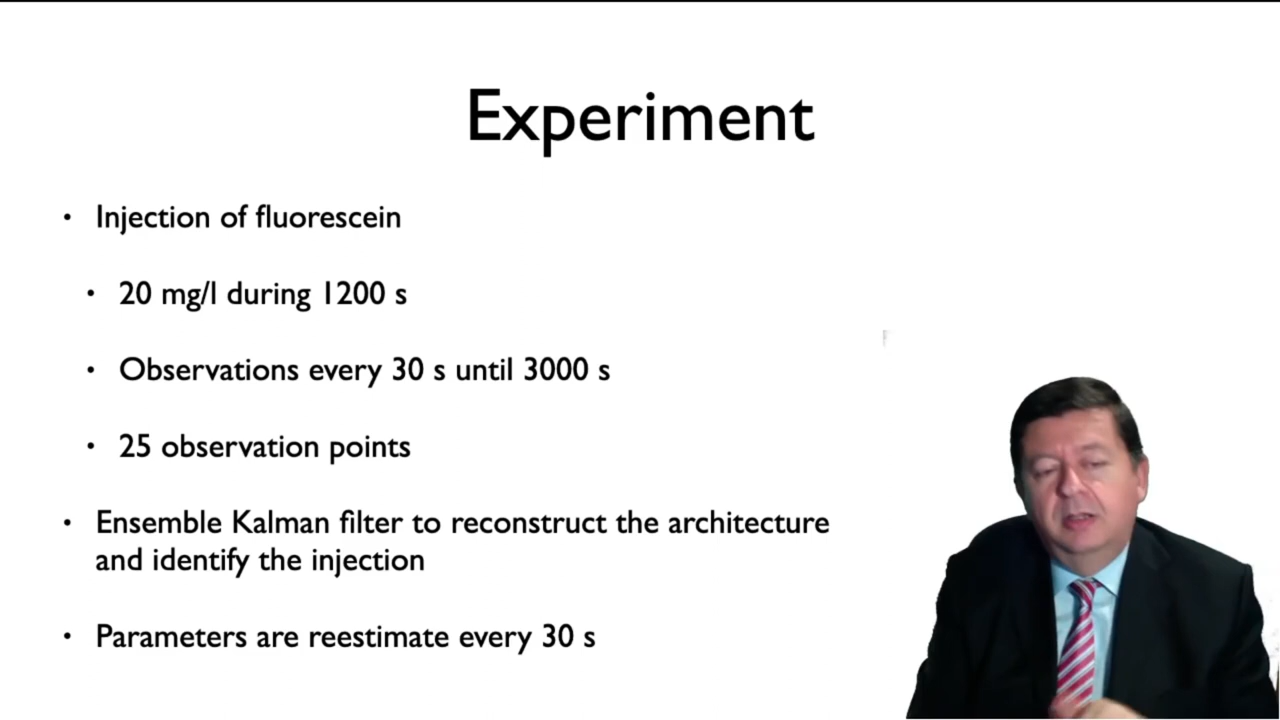 Experiment
• Injection of fluorescein
• 20 mg/l during 1200 s
• Observations every 30 s until 3000 s
• 25 observation points
• Ensemble Kalman filter to reconstruct the architecture
and identify the injection
• Parameters are reestimate every 30 s